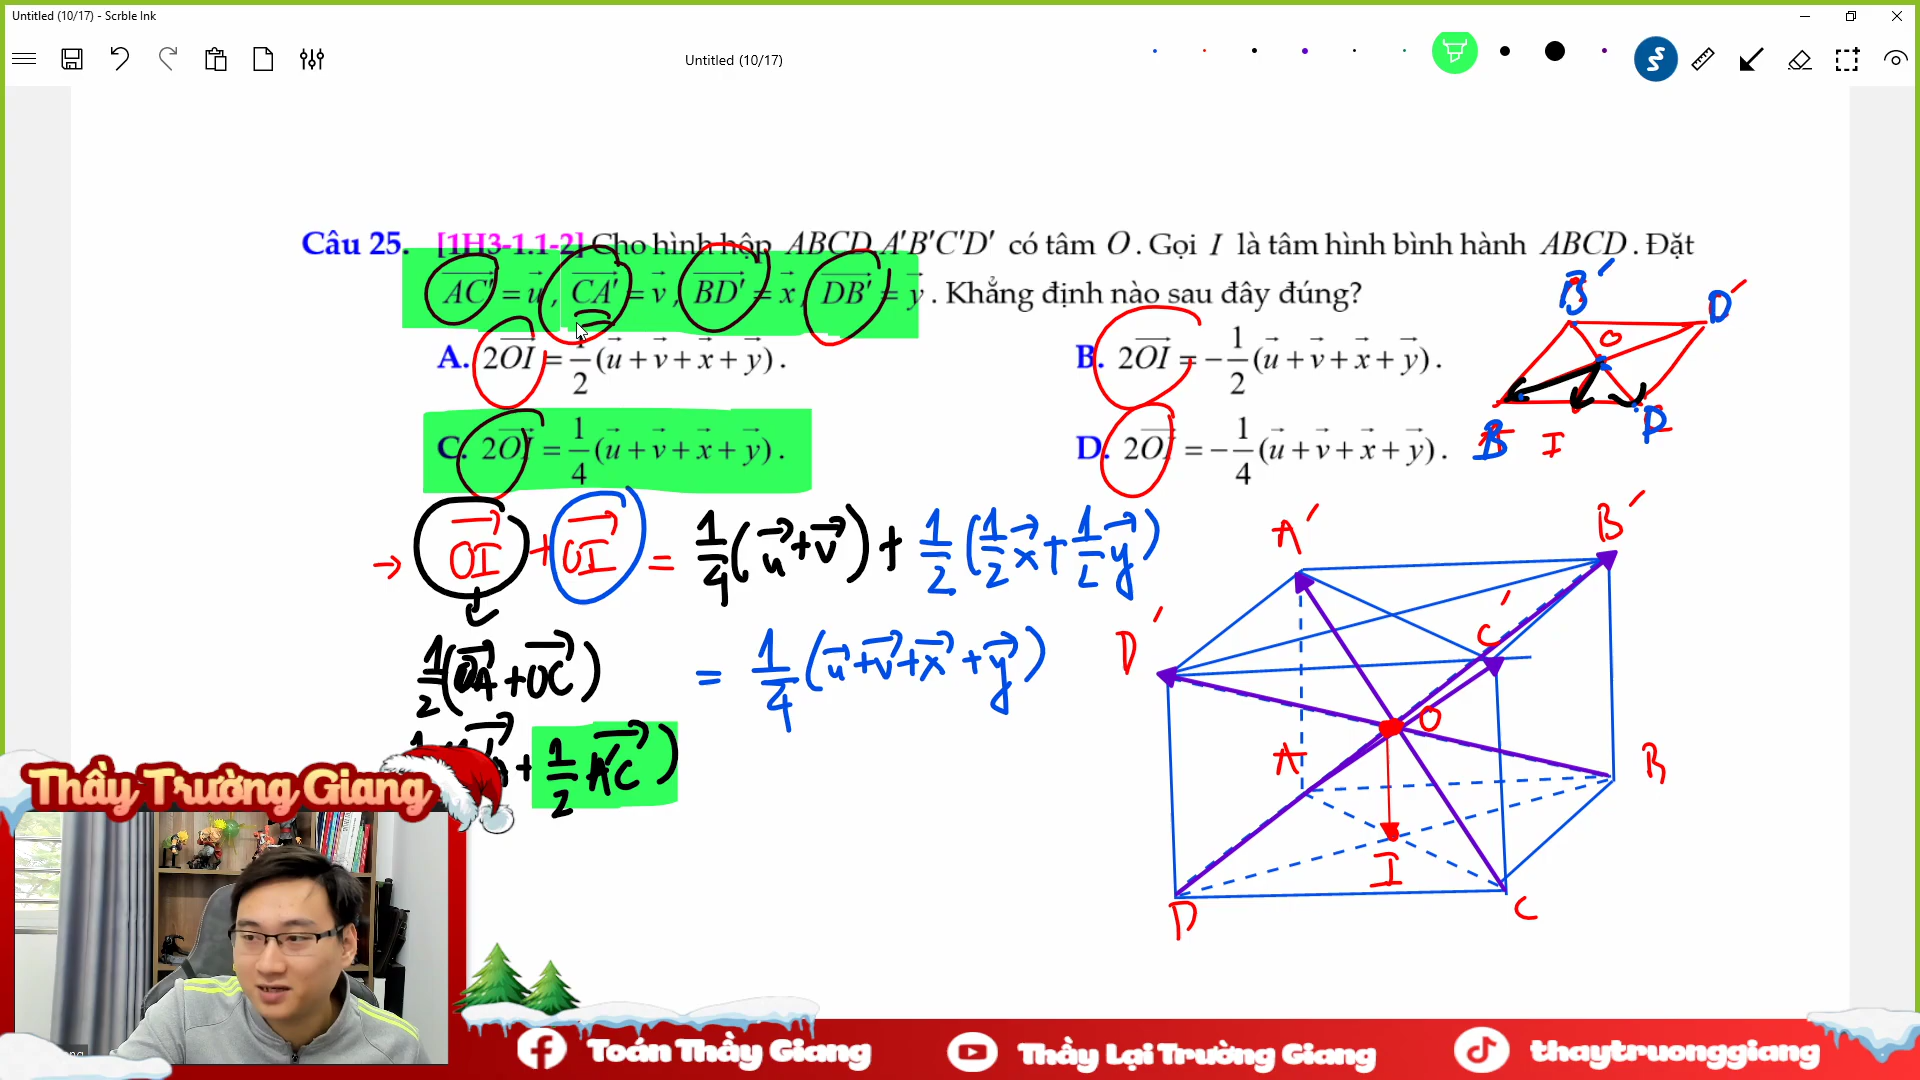 Untitled (10/17) - Scrble Ink
Untitled (10/17)
Câu 25. [1H3-1.1-2] Cho hình hộp ABCD.A'B'C'D' có tâm O. Gọi I là tâm hình bình hành ABCD. Đặt
AC' = u, CA' = v, BD' = x, DB' = y. Khẳng định nào sau đây đúng?
A. 2OI = 1/2 (u + v + x + y).
B. 2OI = -1/2 (u + v + x + y).
C. 2OI = 1/4 (u + v + x + y).
D. 2OI = -1/4 (u + v + x + y).
B' D'
O
B I D
→ OI + OI = 1/4 (u + v) + 1/2 (1/2 x + 1/2 y)
1/2 (OA + OC) = 1/4 (u + v + x + y)
+ 1/2 A'C )
A' B'
D' C'
O
A B
I
D C
Thầy Trường Giang
Toán Thầy Giang
Thầy Lại Trường Giang
thaytruonggiang